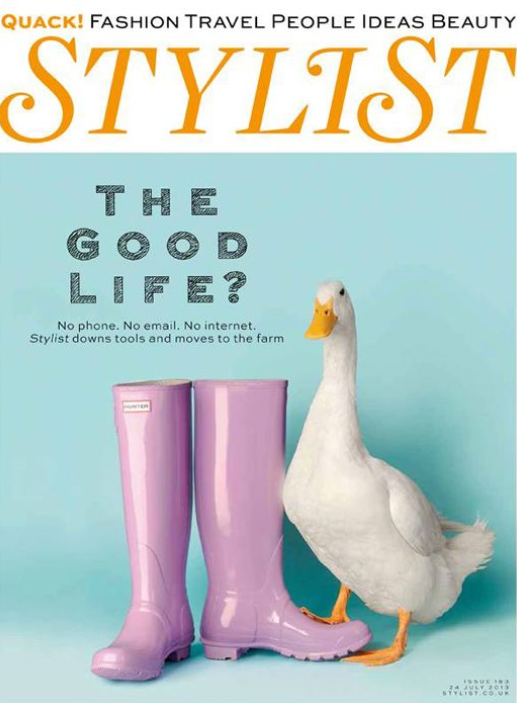 QUACK! FASHION TRAVEL PEOPLE IDEAS BEAUTY
STYLIST
THE
GOOD
LIFE?
No phone. No email. No internet.
Stylist downs tools and moves to the farm
HUNTER
ISSUE 183
24 JULY 2013
STYLIST.CO.UK